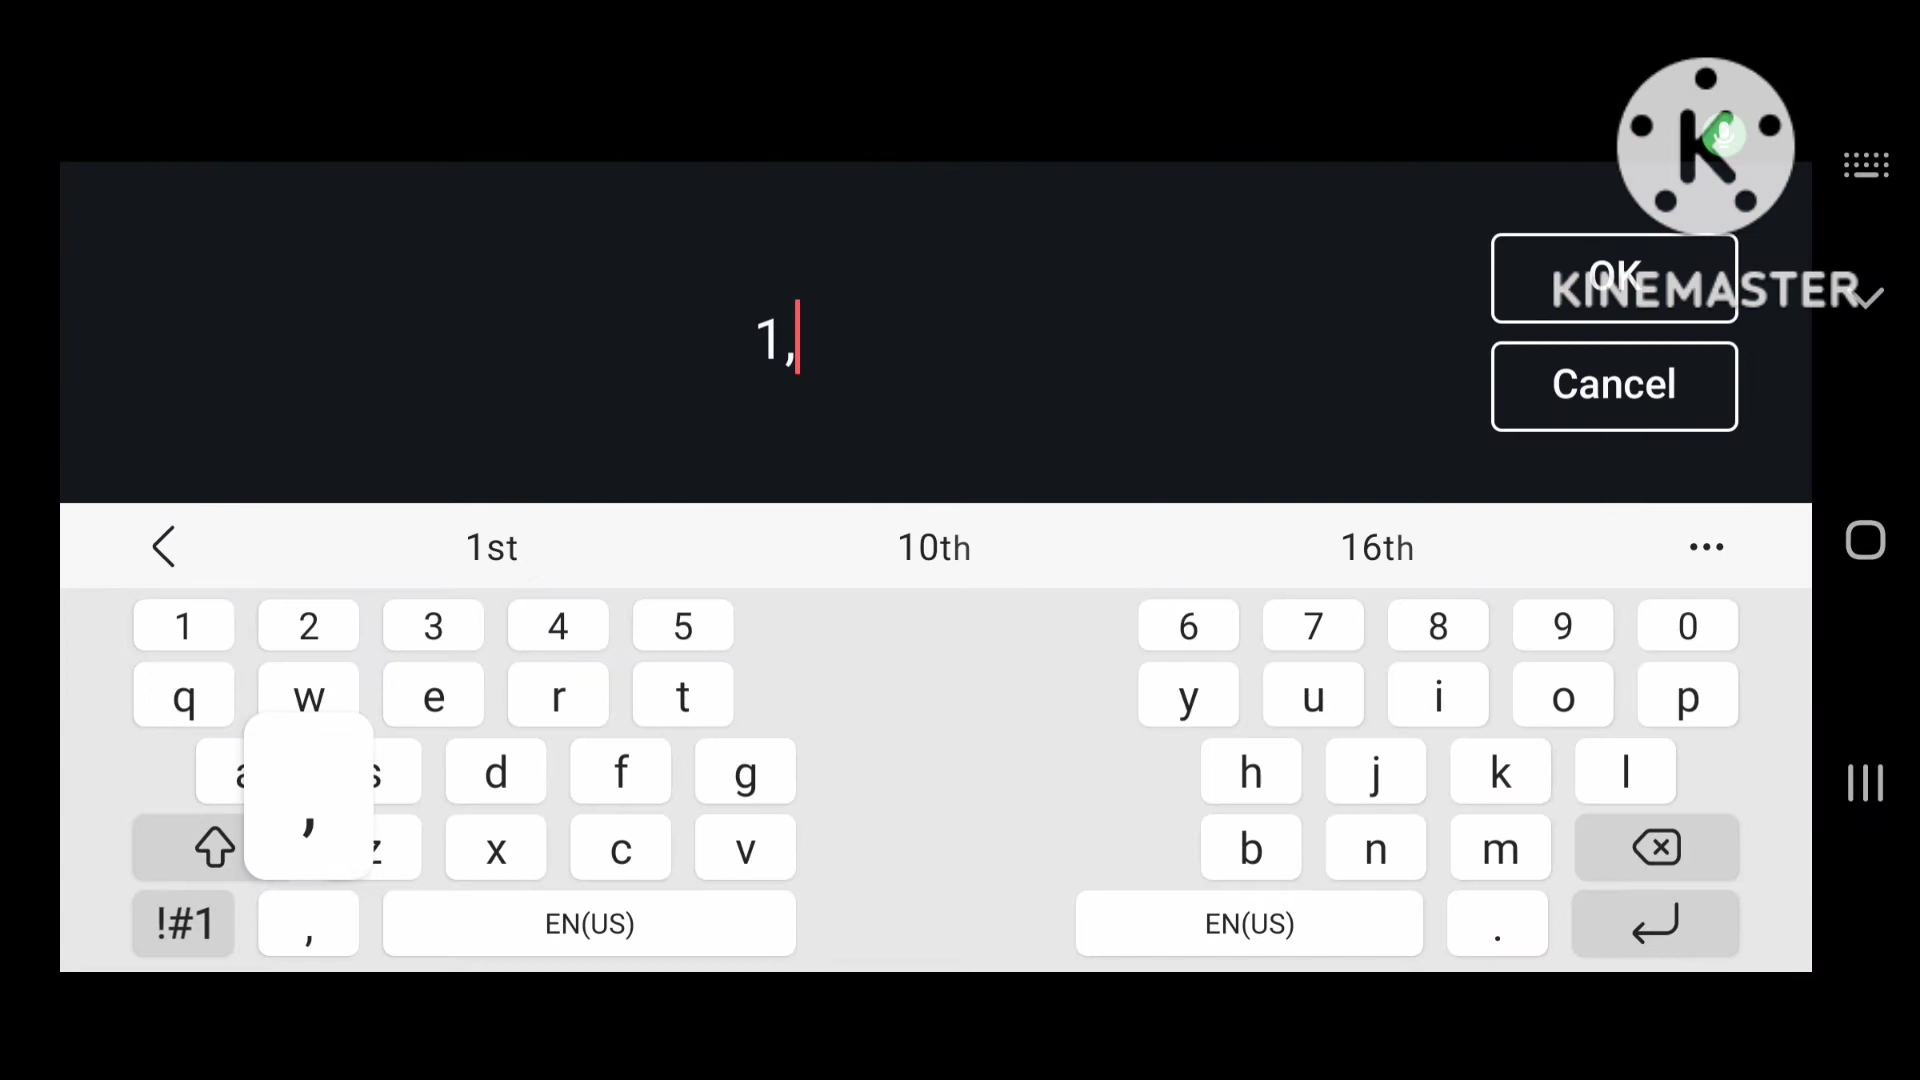 K
OK
KINEMASTER
1,
Cancel
1st 10th 16th ...
1 2 3 4 5 6 7 8 9 0
q w e r t y u i o p
a s d f g h j k l
, z x c v b n m
!#1 , EN(US) EN(US) .